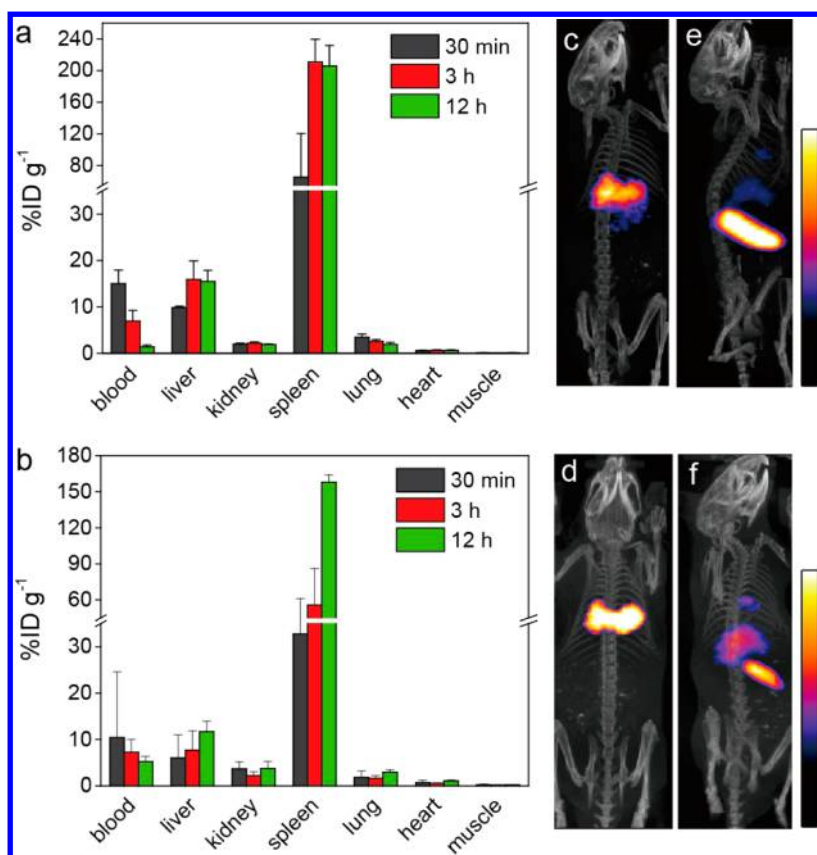 a
240
200
160
120
80
30
20
10
0
%ID g-1
30 min
3 h
12 h
blood
liver
kidney
spleen
lung
heart
muscle
c
e
b
180
150
120
90
60
30
20
10
0
%ID g-1
30 min
3 h
12 h
blood
liver
kidney
spleen
lung
heart
muscle
d
f